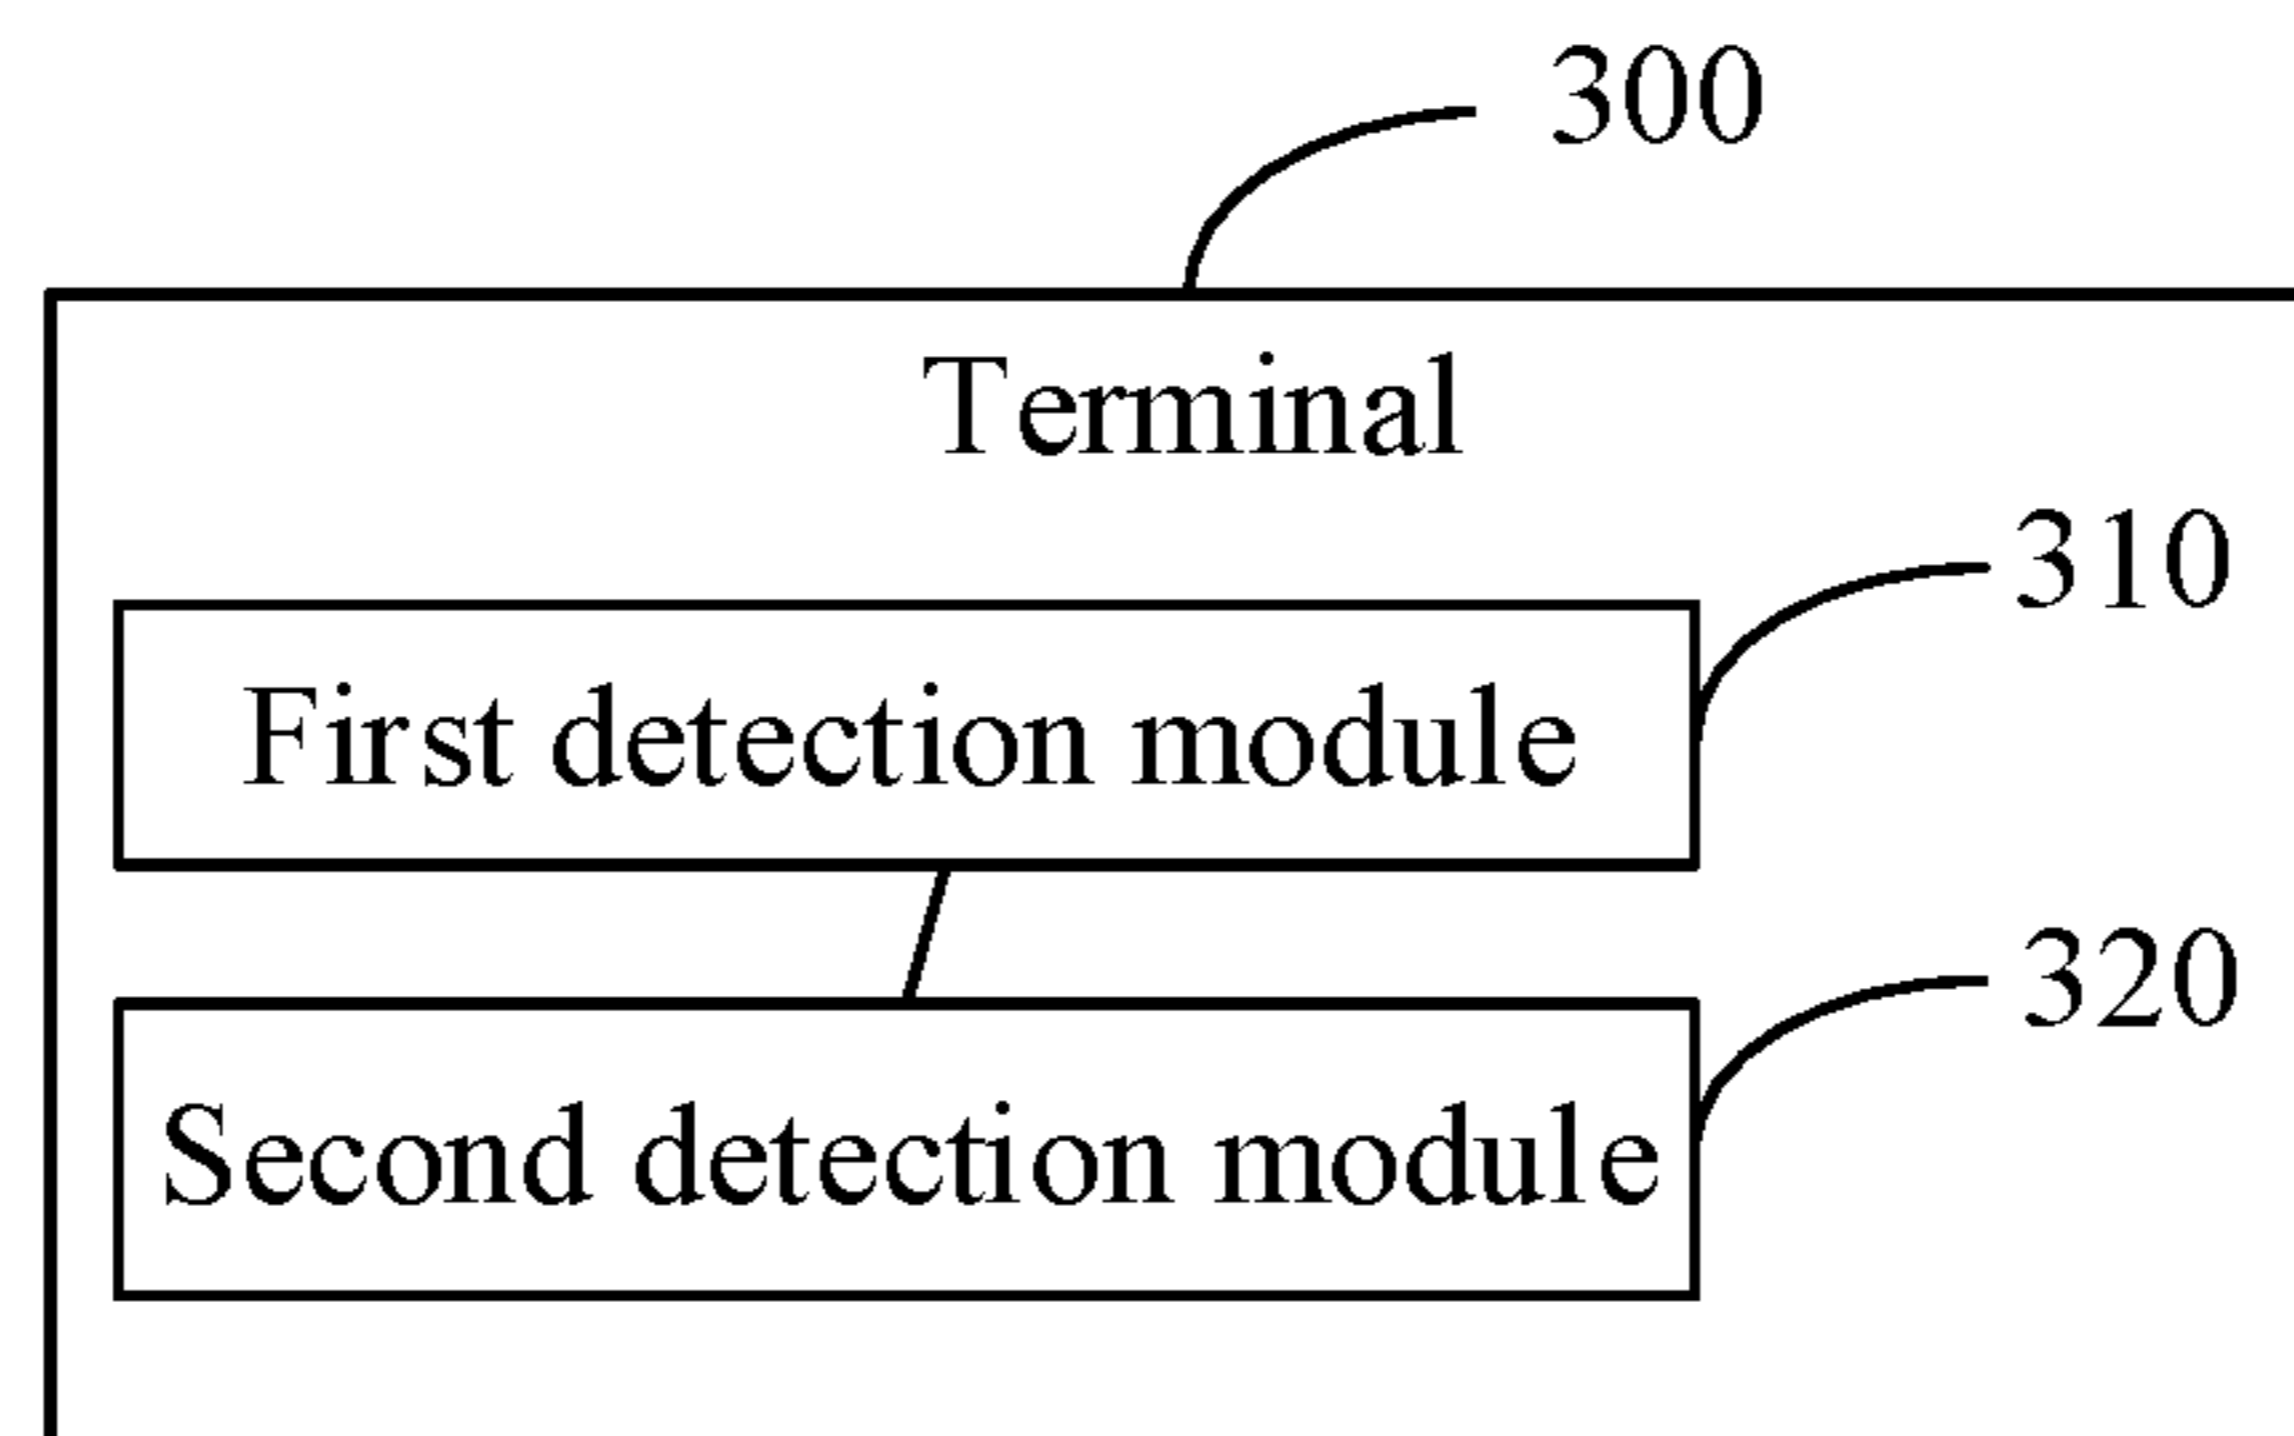 300
Terminal
310
First detection module
320
Second detection module